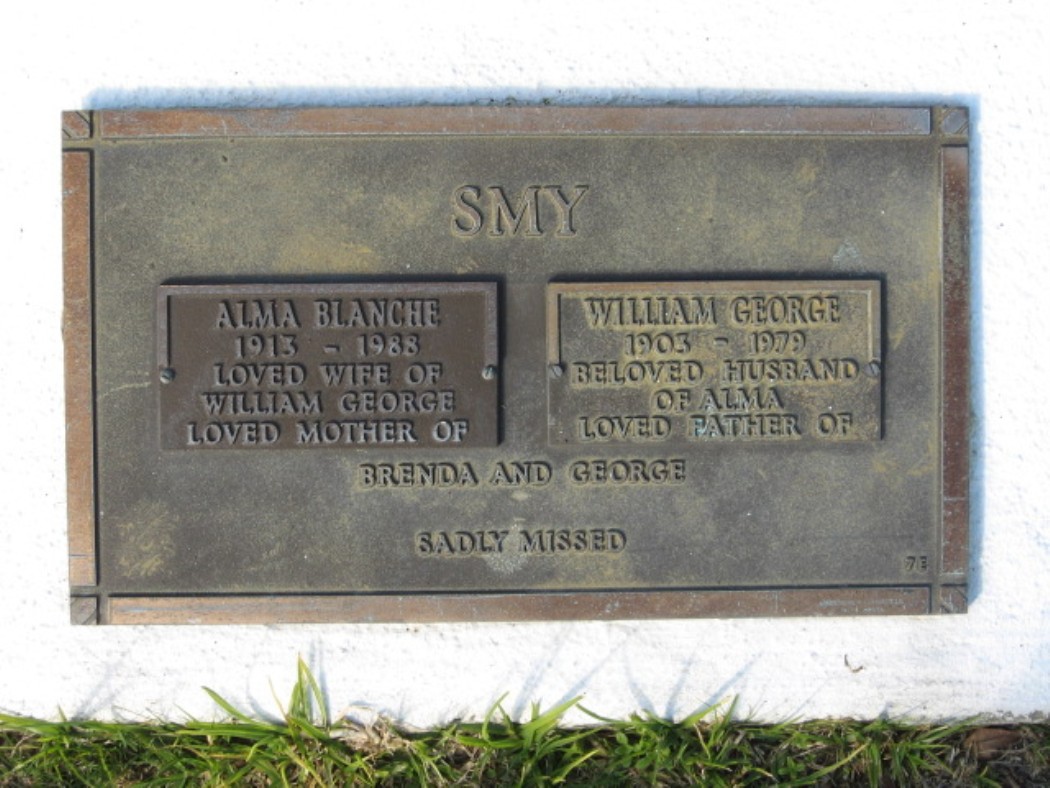 SMY
ALMA BLANCHE
1913 - 1988
LOVED WIFE OF
WILLIAM GEORGE
LOVED MOTHER OF
WILLIAM GEORGE
1903 - 1979
BELOVED HUSBAND
OF ALMA
LOVED FATHER OF
BRENDA AND GEORGE
SADLY MISSED
7E